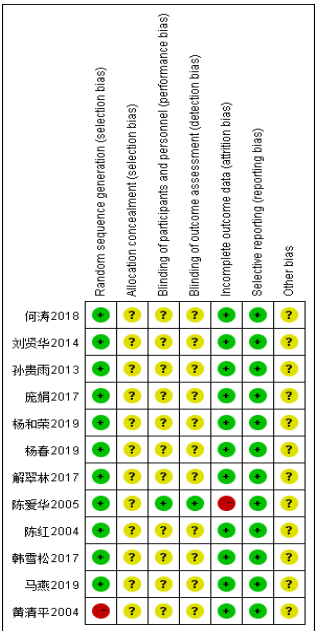 Random sequence generation (selection bias)
Allocation concealment (selection bias)
Blinding of participants and personnel (performance bias)
Blinding of outcome assessment (detection bias)
Incomplete outcome data (attrition bias)
Selective reporting (reporting bias)
Other bias
何涛2018 + ? ? ? + + ?
刘贤华2014 + ? ? ? + + ?
孙贵雨2013 + ? ? ? + + ?
庞娟2017 + ? ? ? + + ?
杨和荣2019 + ? ? ? + + ?
杨春2019 + ? ? ? + + ?
解翠林2017 + ? ? ? + + ?
陈爱华2005 + ? + + - + ?
陈红2004 + ? ? ? + + ?
韩雪松2017 + ? ? ? + + ?
马燕2019 + ? ? ? + + ?
黄清平2004 - ? ? ? + + ?